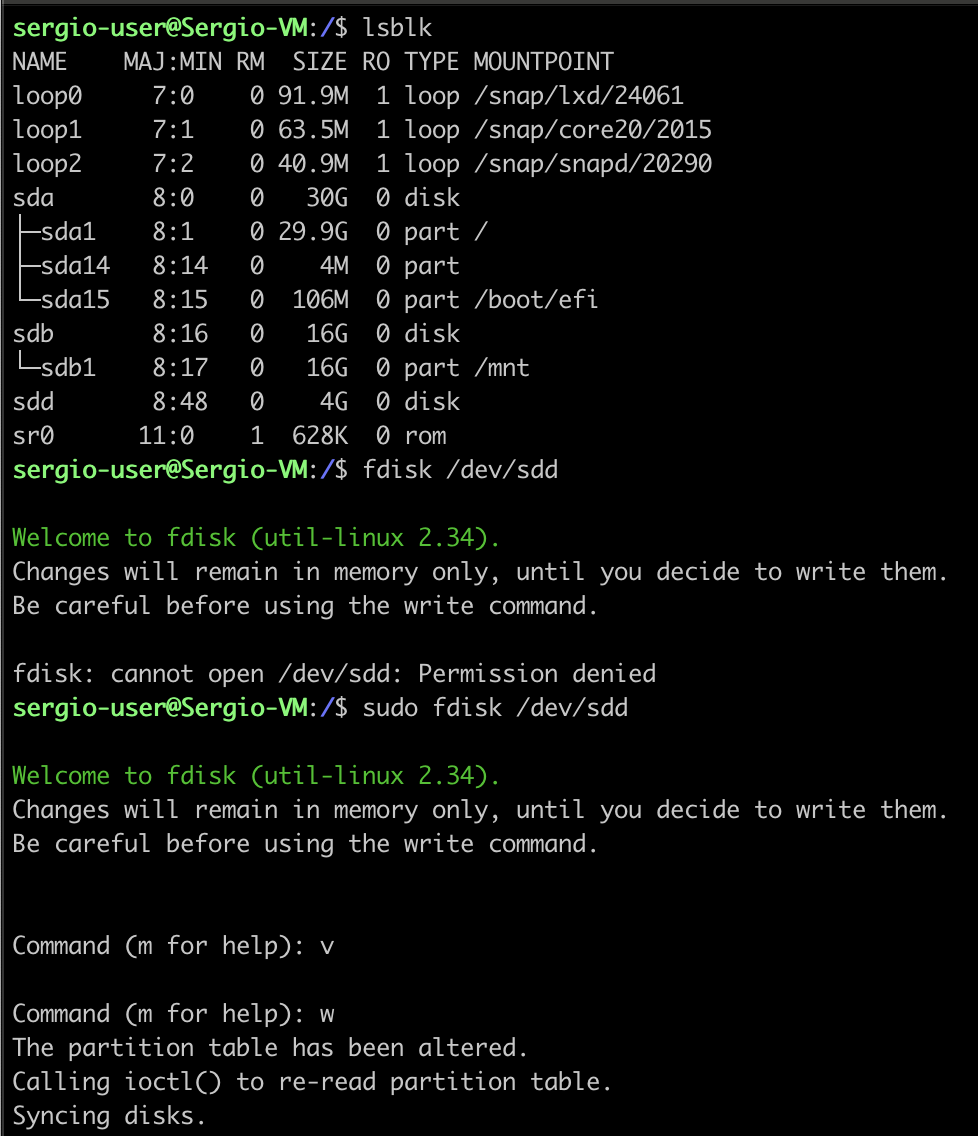 sergio-user@Sergio-VM:/$ lsblk
NAME    MAJ:MIN RM  SIZE RO TYPE MOUNTPOINT
loop0     7:0    0 91.9M  1 loop /snap/lxd/24061
loop1     7:1    0 63.5M  1 loop /snap/core20/2015
loop2     7:2    0 40.9M  1 loop /snap/snapd/20290
sda       8:0    0   30G  0 disk
├─sda1    8:1    0 29.9G  0 part /
├─sda14   8:14   0    4M  0 part
└─sda15   8:15   0  106M  0 part /boot/efi
sdb       8:16   0   16G  0 disk
└─sdb1    8:17   0   16G  0 part /mnt
sdd       8:48   0    4G  0 disk
sr0      11:0    1  628K  0 rom
sergio-user@Sergio-VM:/$ fdisk /dev/sdd
Welcome to fdisk (util-linux 2.34).
Changes will remain in memory only, until you decide to write them.
Be careful before using the write command.
fdisk: cannot open /dev/sdd: Permission denied
sergio-user@Sergio-VM:/$ sudo fdisk /dev/sdd
Welcome to fdisk (util-linux 2.34).
Changes will remain in memory only, until you decide to write them.
Be careful before using the write command.
Command (m for help): v
Command (m for help): w
The partition table has been altered.
Calling ioctl() to re-read partition table.
Syncing disks.